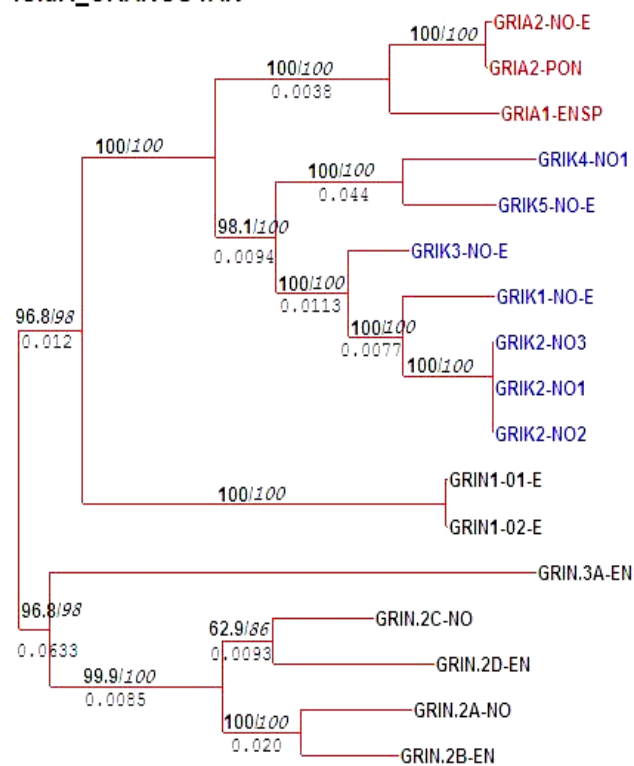 GRIA2-NO-E
100/100
100/100
GRIA2-PON
0.0038
GRIA1-ENSP
100/100
GRIK4-NO1
100/100
0.044
GRIK5-NO-E
98.1/100
GRIK3-NO-E
0.0094
100/100
0.0113
GRIK1-NO-E
96.8/98
100/100
0.012
0.0077
GRIK2-NO3
100/100
GRIK2-NO1
GRIK2-NO2
GRIN1-01-E
100/100
GRIN1-02-E
GRIN.3A-EN
96.8/98
62.9/86
GRIN.2C-NO
0.0633
0.0093
99.9/100
GRIN.2D-EN
0.0085
GRIN.2A-NO
100/100
0.020
GRIN.2B-EN